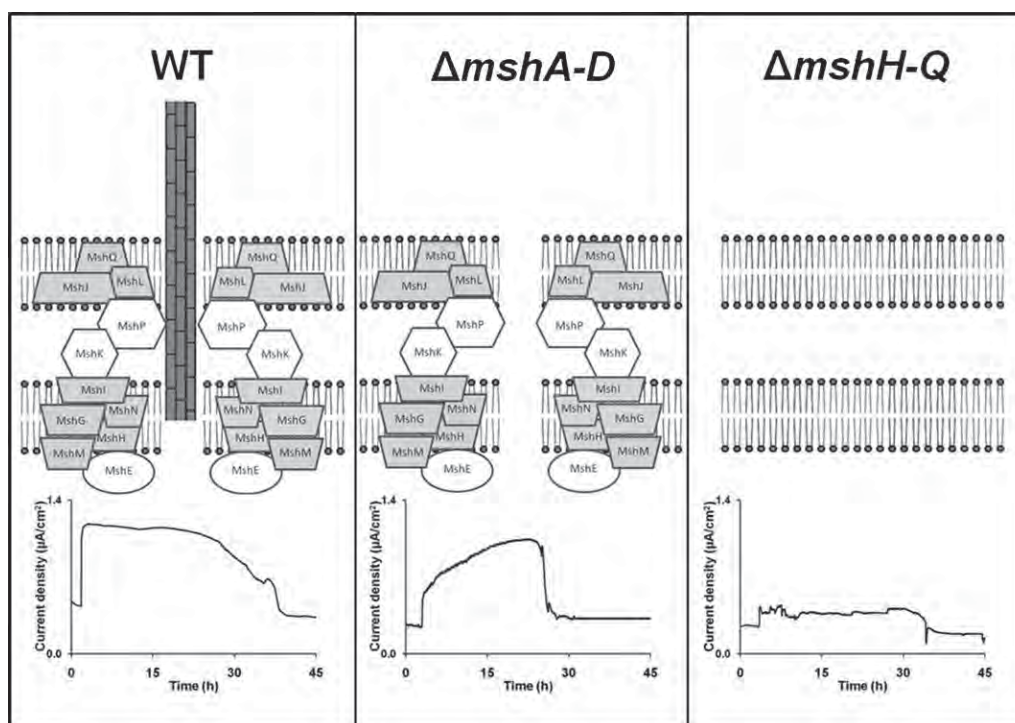 WT
MshQ MshQ
MshJ MshL MshL MshJ
MshP MshP
MshK MshK
MshI MshI
MshG MshN MshN MshG
MshM MshH MshH MshM
MshE MshE
Current density (µA/cm²)
1.4
0.0
0 15 30 45
Time (h)
ΔmshA-D
MshQ MshQ
MshJ MshL MshL MshJ
MshP MshP
MshK MshK
MshI MshI
MshG MshN MshN MshG
MshM MshH MshH MshM
MshE MshE
Current density (µA/cm²)
1.4
0.0
0 15 30 45
Time (h)
ΔmshH-Q
Current density (µA/cm²)
1.4
0.0
0 15 30 45
Time (h)